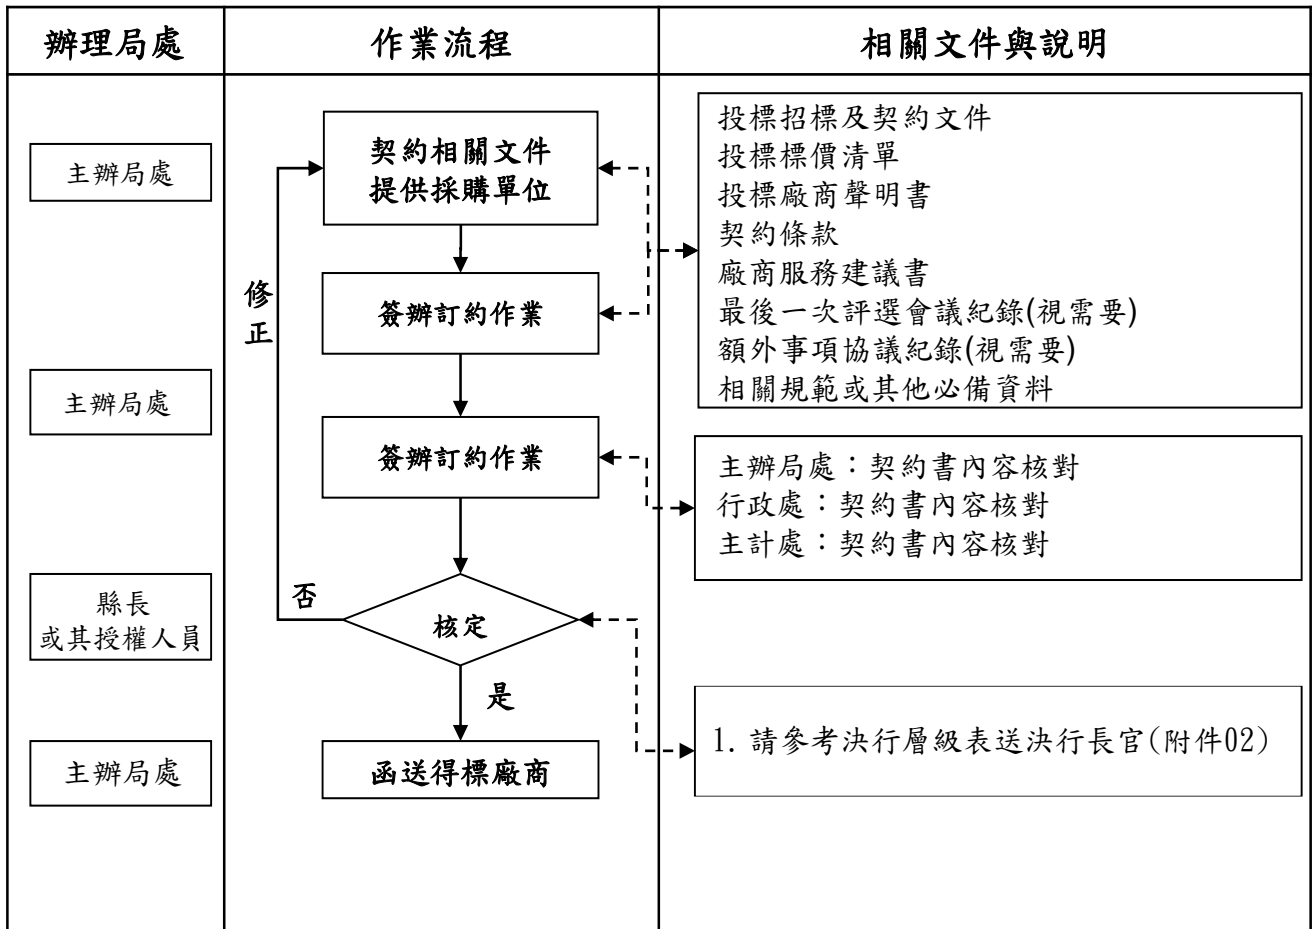 辦理局處
作業流程
相關文件與說明
主辦局處
契約相關文件
提供採購單位
投標招標及契約文件
投標標價清單
投標廠商聲明書
契約條款
廠商服務建議書
最後一次評選會議紀錄(視需要)
額外事項協議紀錄(視需要)
相關規範或其他必備資料
修
正
簽辦訂約作業
主辦局處
簽辦訂約作業
主辦局處：契約書內容核對
行政處：契約書內容核對
主計處：契約書內容核對
縣長
或其授權人員
否
核定
是
1. 請參考決行層級表送決行長官(附件02)
主辦局處
函送得標廠商